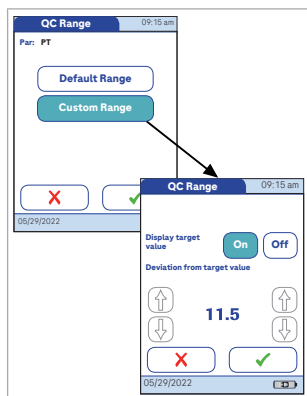 QC Range 09:15 am
Par: PT
Default Range
Custom Range
05/29/2022
QC Range 09:15 am
Display target
value
On Off
Deviation from target value
11.5
05/29/2022